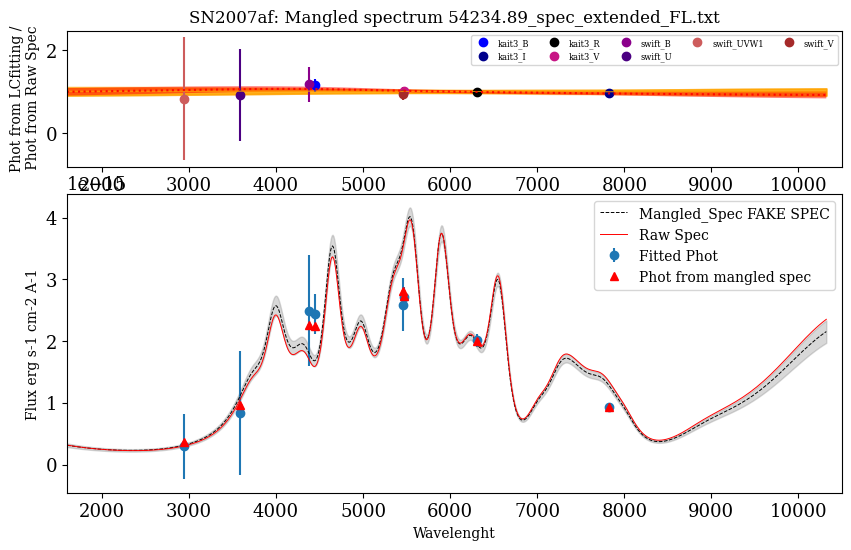 SN2007af: Mangled spectrum 54234.89_spec_extended_FL.txt
Phot from LCfitting /
Phot from Raw Spec
2
0
kait3_B
kait3_R
swift_B
swift_UVW1
swift_V
kait3_I
kait3_V
swift_U
2000 3000 4000 5000 6000 7000 8000 9000 10000
1e−15
Flux erg s-1 cm-2 A-1
4
3
2
1
0
Mangled_Spec FAKE SPEC
Raw Spec
Fitted Phot
Phot from mangled spec
2000 3000 4000 5000 6000 7000 8000 9000 10000
Wavelenght